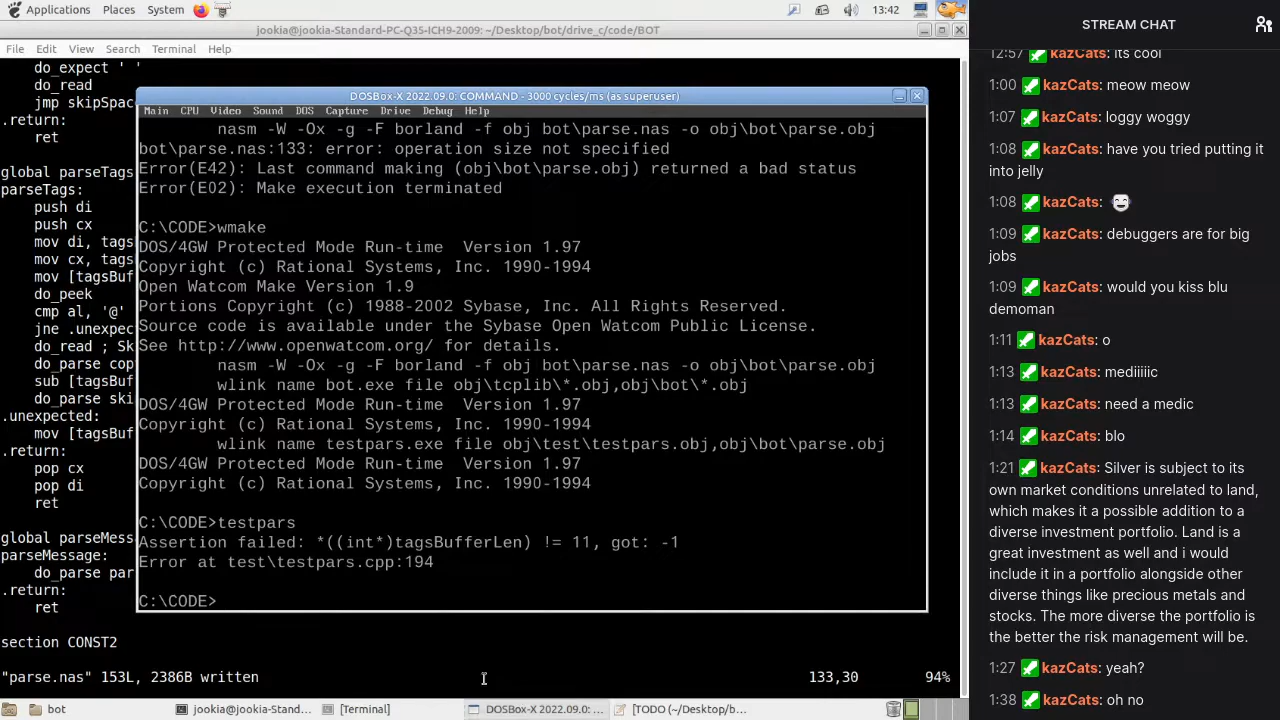 Applications Places System 13:42
jookia@jookia-Standard-PC-Q35-ICH9-2009: ~/Desktop/bot/drive_c/code/BOT
File Edit View Search Terminal Help
do_expect ' '
do_read
jmp skipSpac
.return:
ret
global parseTags
parseTags:
push di
push cx
mov di, tags
mov cx, tags
mov [tagsBuf
do_peek
cmp al, '@'
jne .unexpec
do_read ; Sk
do_parse cop
sub [tagsBuf
do_parse ski
.unexpected:
mov [tagsBuf
.return:
pop cx
pop di
ret
global parseMess
parseMessage:
do_parse par
.return:
ret
section CONST2
"parse.nas" 153L, 2386B written 133,30 94%
DOSBox-X 2022.09.0: COMMAND - 3000 cycles/ms (as superuser)
Main CPU Video Sound DOS Capture Drive Debug Help
nasm -W -Ox -g -F borland -f obj bot\parse.nas -o obj\bot\parse.obj
bot\parse.nas:133: error: operation size not specified
Error(E42): Last command making (obj\bot\parse.obj) returned a bad status
Error(E02): Make execution terminated
C:\CODE>wmake
DOS/4GW Protected Mode Run-time Version 1.97
Copyright (c) Rational Systems, Inc. 1990-1994
Open Watcom Make Version 1.9
Portions Copyright (c) 1988-2002 Sybase, Inc. All Rights Reserved.
Source code is available under the Sybase Open Watcom Public License.
See http://www.openwatcom.org/ for details.
nasm -W -Ox -g -F borland -f obj bot\parse.nas -o obj\bot\parse.obj
wlink name bot.exe file obj\tcplib\*.obj,obj\bot\*.obj
DOS/4GW Protected Mode Run-time Version 1.97
Copyright (c) Rational Systems, Inc. 1990-1994
wlink name testpars.exe file obj\test\testpars.obj,obj\bot\parse.obj
DOS/4GW Protected Mode Run-time Version 1.97
Copyright (c) Rational Systems, Inc. 1990-1994
C:\CODE>testpars
Assertion failed: *((int*)tagsBufferLen) != 11, got: -1
Error at test\testpars.cpp:194
C:\CODE>
bot
jookia@jookia-Stand...
[Terminal]
DOSBox-X 2022.09.0: ...
[TODO (~/Desktop/b...
STREAM CHAT
12:57 kazCats: its cool
1:00 kazCats: meow meow
1:07 kazCats: loggy woggy
1:08 kazCats: have you tried putting it
into jelly
1:08 kazCats:
1:09 kazCats: debuggers are for big
jobs
1:09 kazCats: would you kiss blu
demoman
1:11 kazCats: o
1:13 kazCats: mediiiiic
1:13 kazCats: need a medic
1:14 kazCats: blo
1:21 kazCats: Silver is subject to its
own market conditions unrelated to land,
which makes it a possible addition to a
diverse investment portfolio. Land is a
great investment as well and i would
include it in a portfolio alongside other
diverse things like precious metals and
stocks. The more diverse the portfolio is
the better the risk management will be.
1:27 kazCats: yeah?
1:38 kazCats: oh no